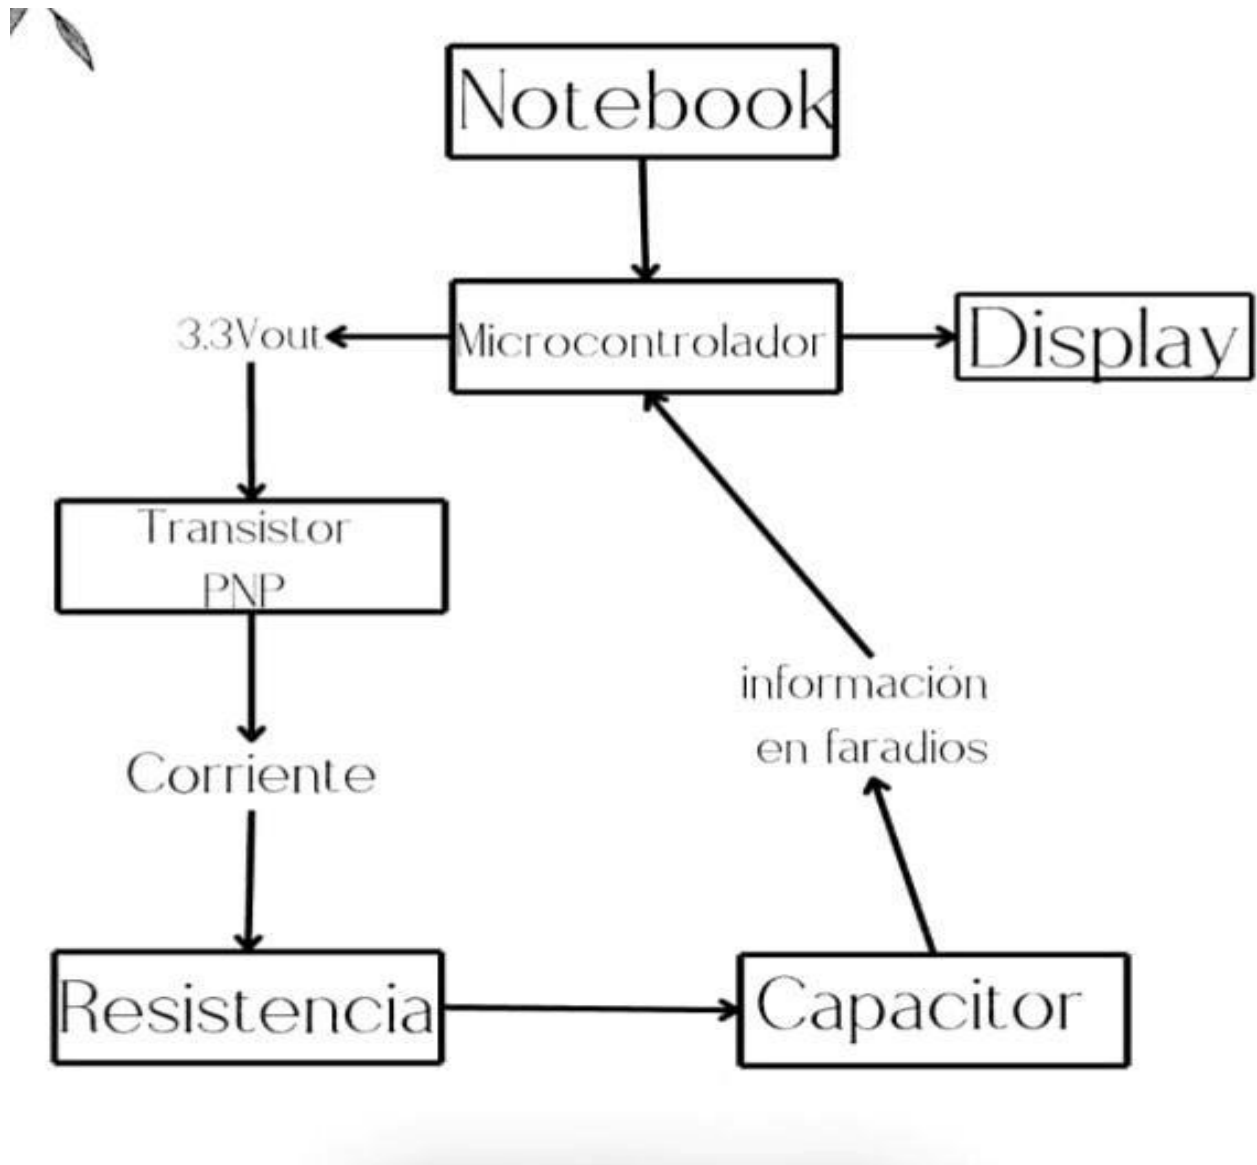 Notebook
3.3Vout
Microcontrolador
Display
Transistor
PNP
información
en faradios
Corriente
Resistencia
Capacitor